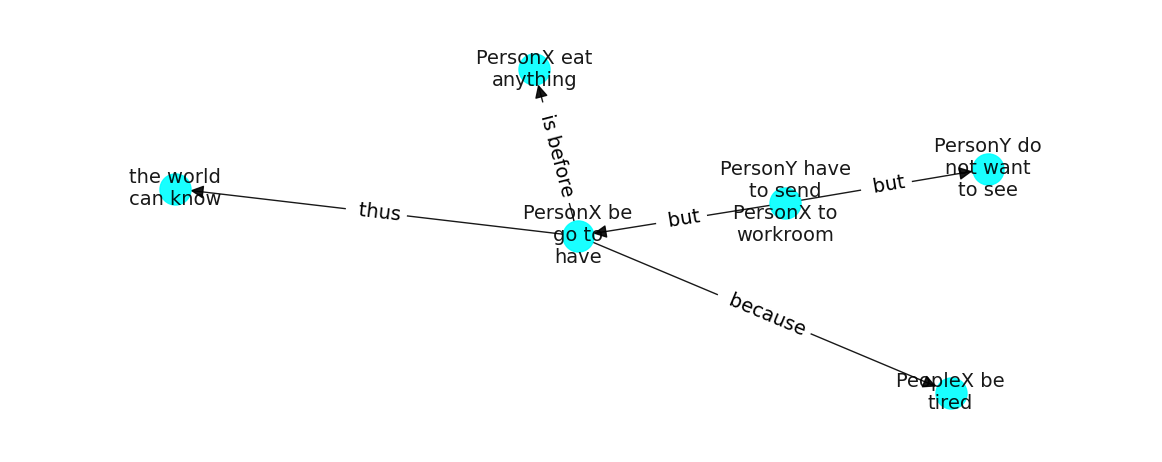 PersonX eat
anything
is before
PersonY do
not want
to see
but
PersonY have
to send
PersonX to
workroom
the world
can know
thus
PersonX be
go to
have
but
because
PeopleX be
tired